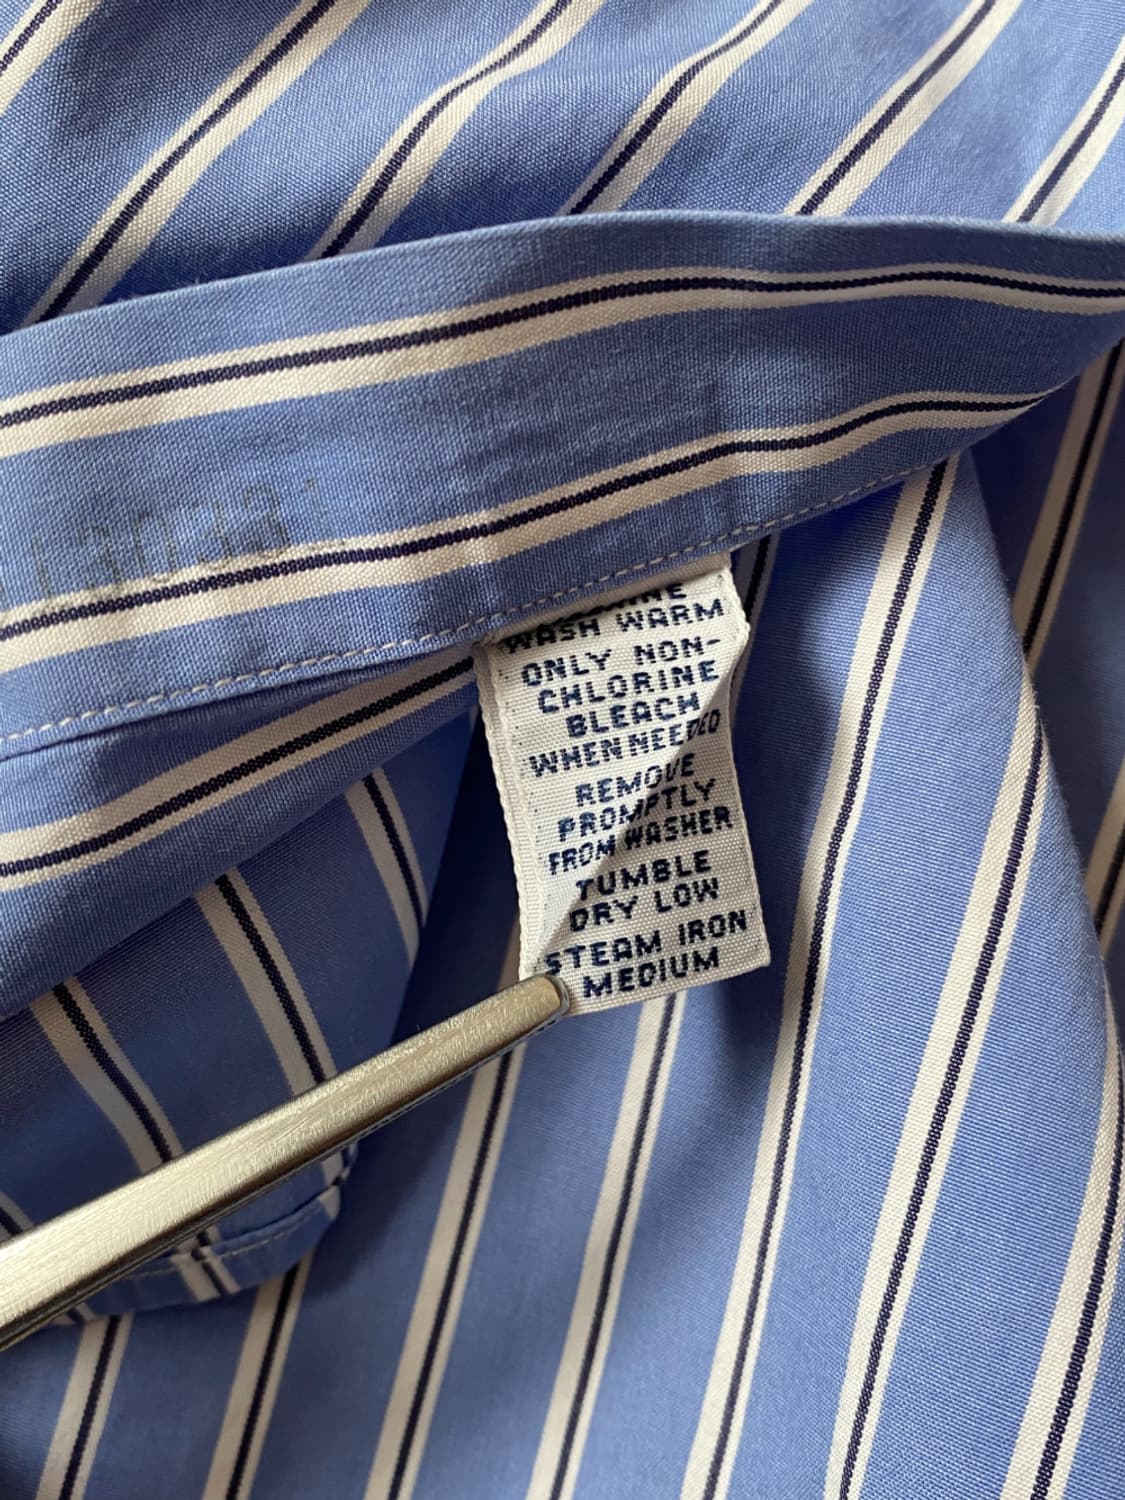 WASH WARM
ONLY NON-
CHLORINE
BLEACH
WHEN NEEDED
REMOVE
PROMPTLY
FROM WASHER
TUMBLE
DRY LOW
STEAM IRON
MEDIUM